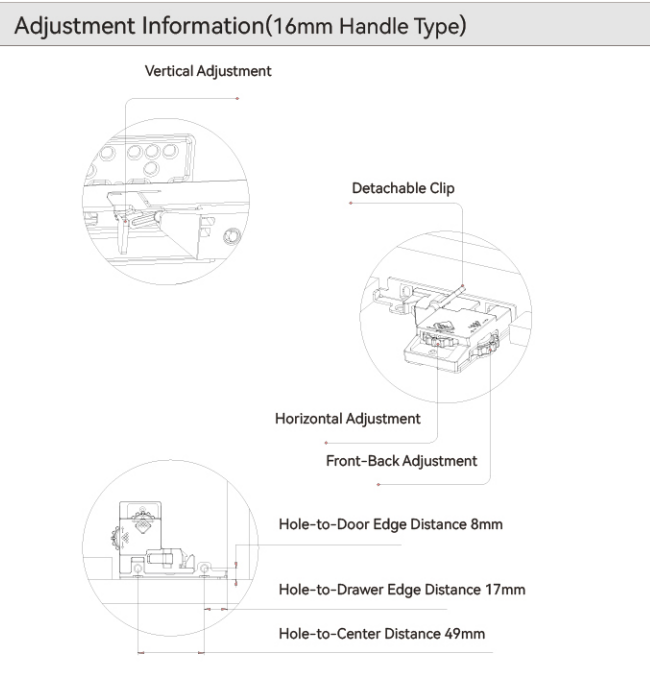 Adjustment Information(16mm Handle Type)
Vertical Adjustment
Detachable Clip
Horizontal Adjustment
Front-Back Adjustment
Hole-to-Door Edge Distance 8mm
Hole-to-Drawer Edge Distance 17mm
Hole-to-Center Distance 49mm